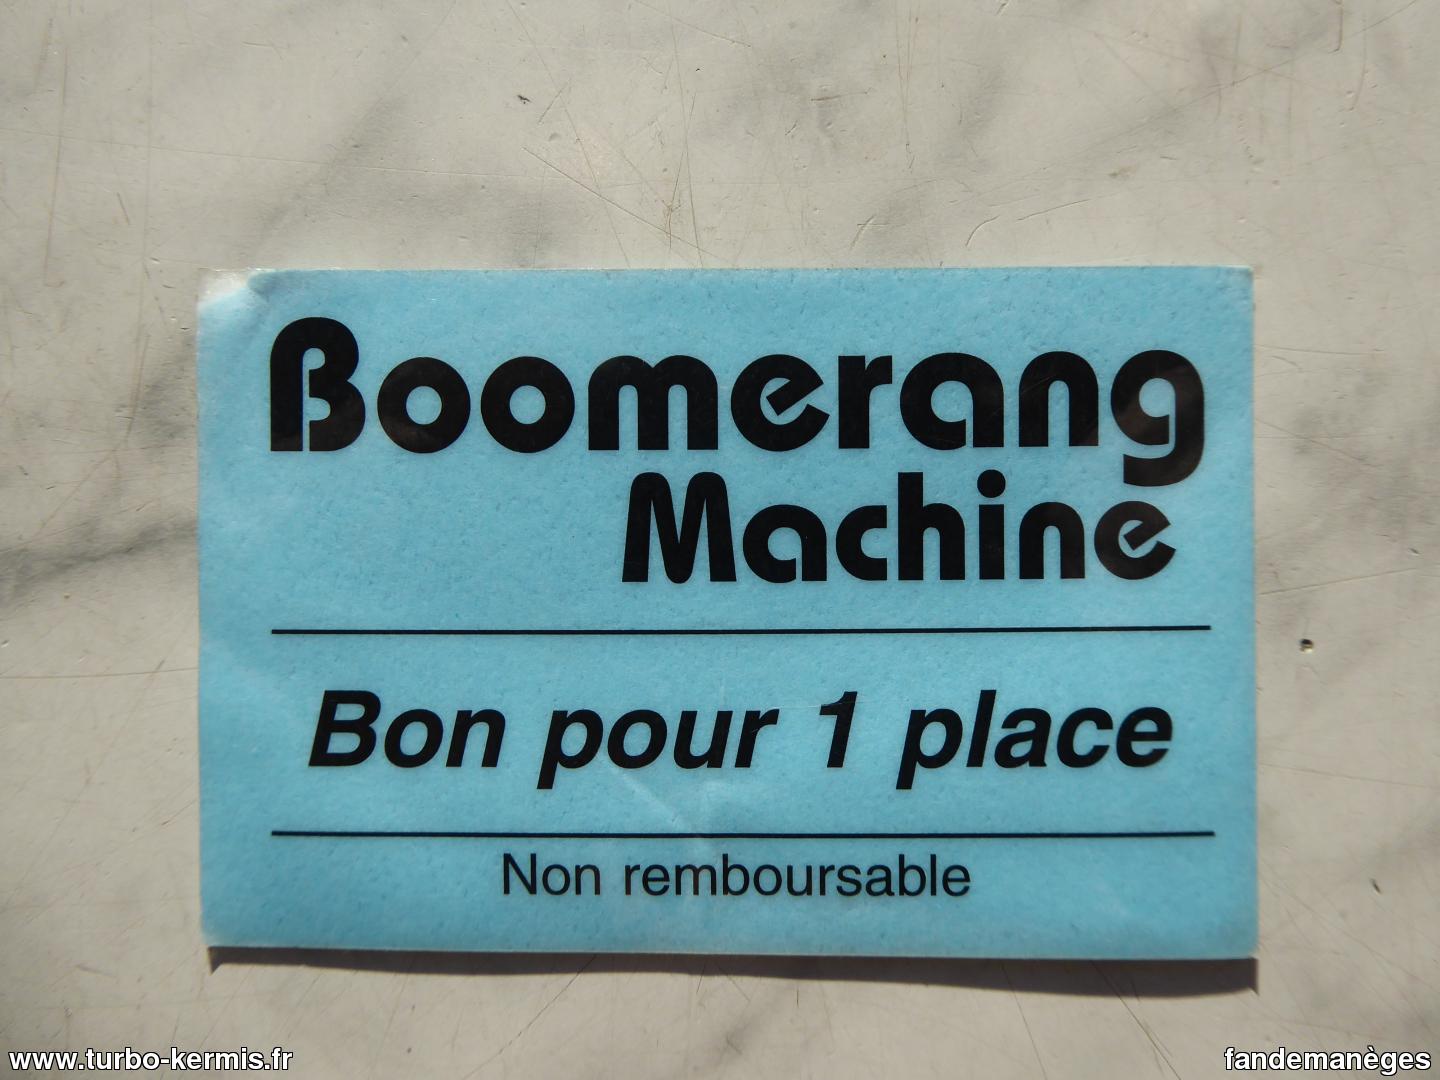 Boomerang
Machine
Bon pour 1 place
Non remboursable
www.turbo-kermis.fr
fandemanèges